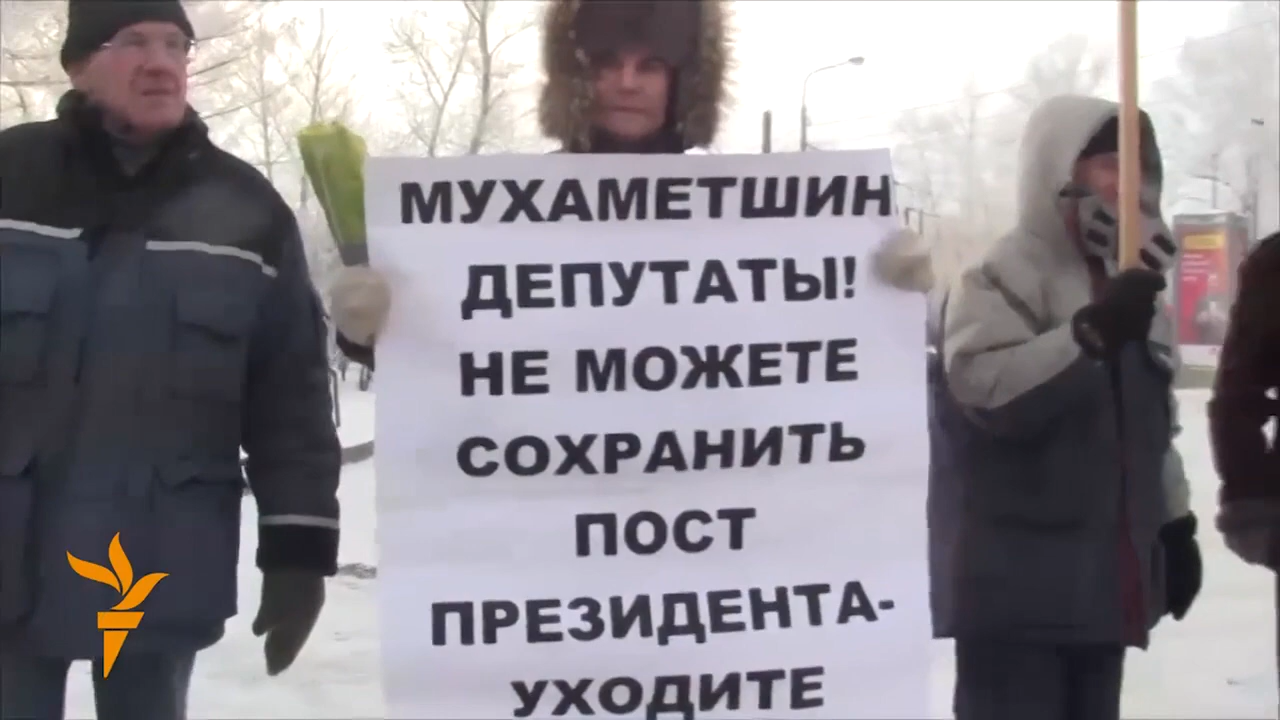 МУХАМЕТШИН
ДЕПУТАТЫ!
НЕ МОЖЕТЕ
СОХРАНИТЬ
ПОСТ
ПРЕЗИДЕНТА-
УХОДИТЕ